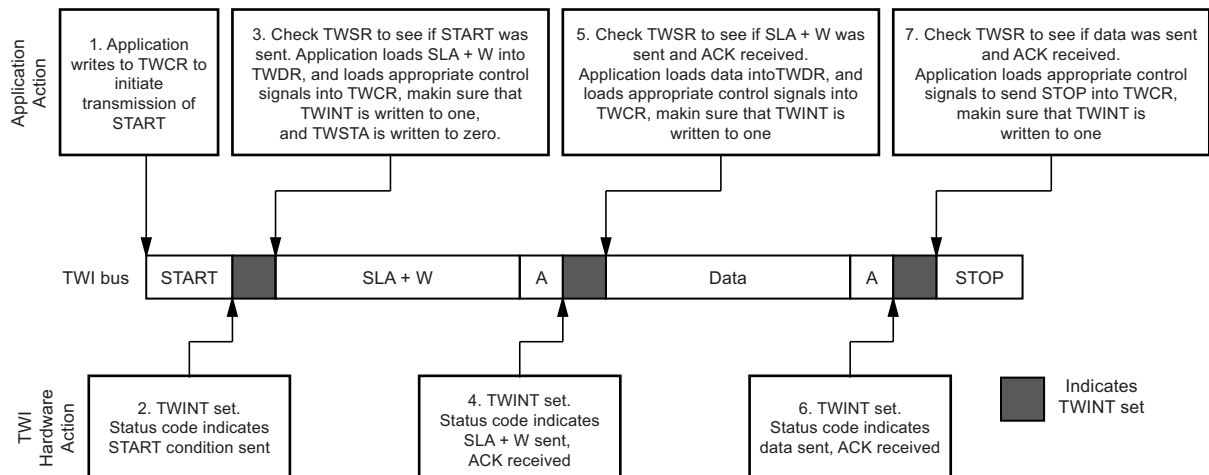 Application
Action
1. Application
writes to TWCR to
initiate
transmission of
START
3. Check TWSR to see if START was
sent. Application loads SLA + W into
TWDR, and loads appropriate control
signals into TWCR, makin sure that
TWINT is written to one,
and TWSTA is written to zero.
5. Check TWSR to see if SLA + W was
sent and ACK received.
Application loads data intoTWDR, and
loads appropriate control signals into
TWCR, makin sure that TWINT is
written to one
7. Check TWSR to see if data was sent
and ACK received.
Application loads appropriate control
signals to send STOP into TWCR,
makin sure that TWINT is
written to one
TWI bus
START
SLA + W
A
Data
A
STOP
TWI
Hardware
Action
2. TWINT set.
Status code indicates
START condition sent
4. TWINT set.
Status code indicates
SLA + W sent,
ACK received
6. TWINT set.
Status code indicates
data sent, ACK received
Indicates
TWINT set